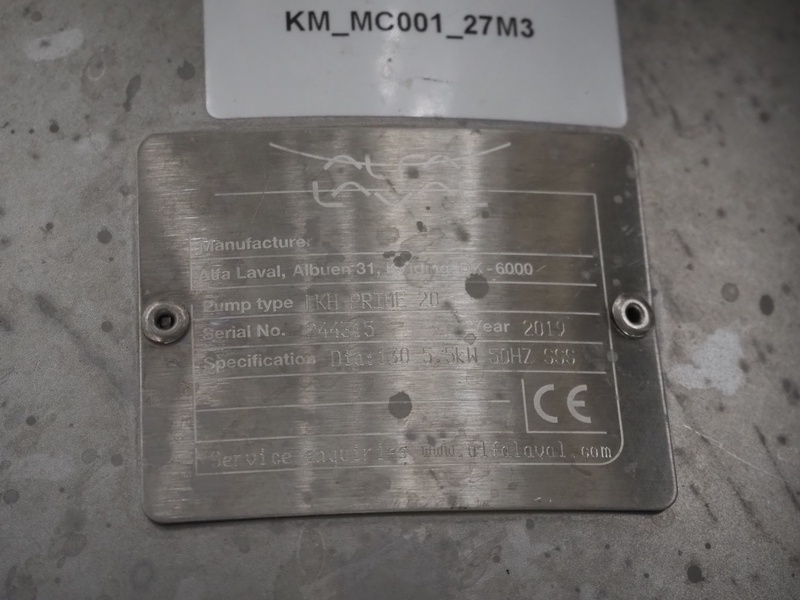 KM_MC001_27M3
ALFA
LAVAL
Manufacturer
Alfa Laval, Albuen 31, Kolding, DK - 6000
Pump type LKH PRIME 20
Serial No. Year 2019
Specification Dia:130 5.5kW 50HZ SSS
CE
Service enquiries www.alfalaval.com